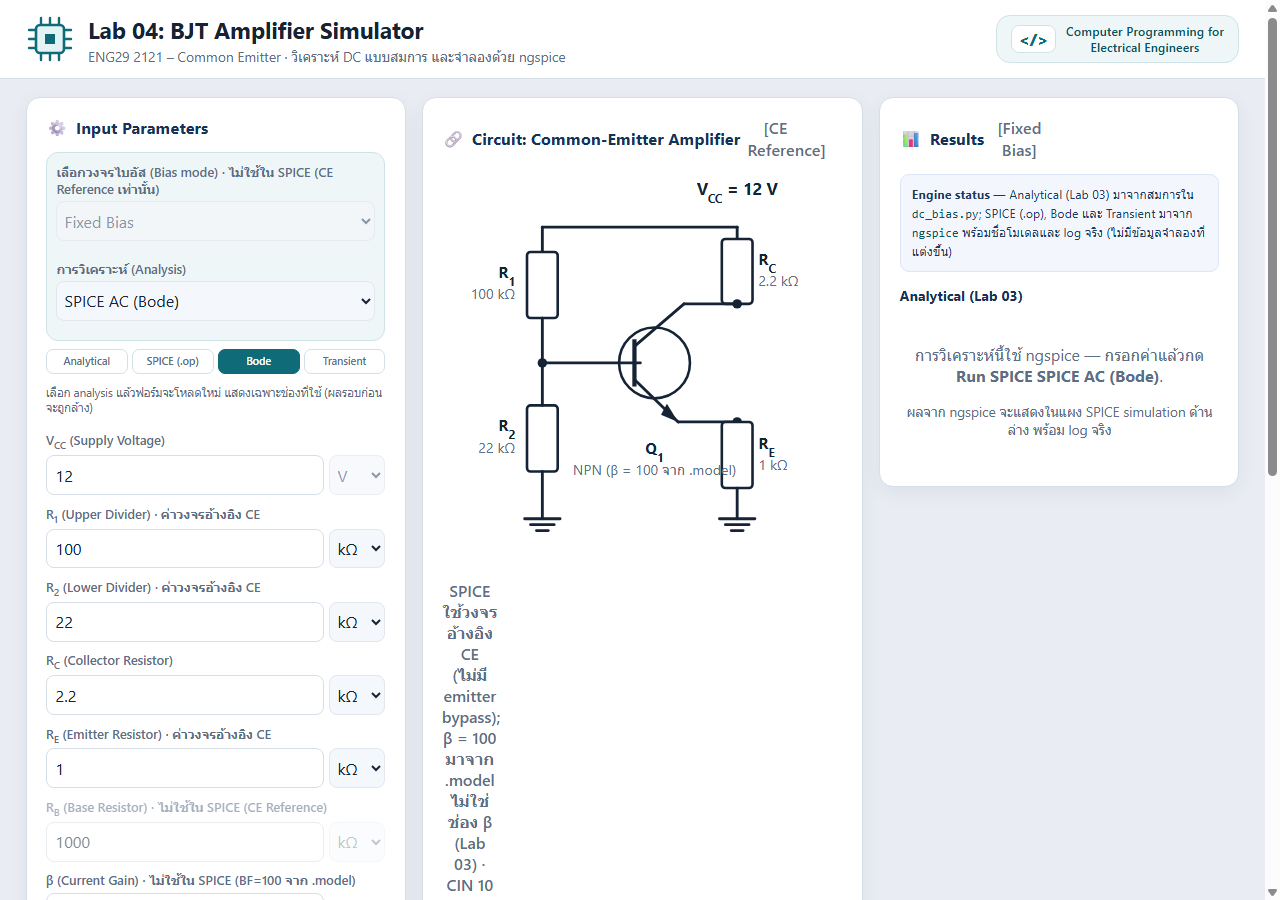 Lab 04: BJT Amplifier Simulator
ENG29 2121 – Common Emitter · วิเคราะห์ DC แบบสมการ และจำลองด้วย ngspice
</> Computer Programming for
Electrical Engineers
Input Parameters
เลือกวงจรไบอัส (Bias mode) · ไม่ใช้ใน SPICE (CE
Reference เท่านั้น)
Fixed Bias
การวิเคราะห์ (Analysis)
SPICE AC (Bode)
Analytical SPICE (.op) Bode Transient
เลือก analysis แล้วฟอร์มจะโหลดใหม่ แสดงเฉพาะช่องที่ใช้ (ผลรอบก่อน
จะถูกล้าง)
VCC (Supply Voltage)
12 V
R1 (Upper Divider) · ค่าวงจรอ้างอิง CE
100 kΩ
R2 (Lower Divider) · ค่าวงจรอ้างอิง CE
22 kΩ
RC (Collector Resistor)
2.2 kΩ
RE (Emitter Resistor) · ค่าวงจรอ้างอิง CE
1 kΩ
RB (Base Resistor) · ไม่ใช้ใน SPICE (CE Reference)
1000 kΩ
β (Current Gain) · ไม่ใช้ใน SPICE (BF=100 จาก .model)
Circuit: Common-Emitter Amplifier
[CE
Reference]
VCC = 12 V
R1
100 kΩ
RC
2.2 kΩ
R2
22 kΩ
Q1
NPN (β = 100 จาก .model)
RE
1 kΩ
SPICE
ใช้วงจร
อ้างอิง
CE
(ไม่มี
emitter
bypass);
β = 100
มาจาก
.model
ไม่ใช่
ช่อง β
(Lab
03) ·
CIN 10
Results
[Fixed
Bias]
Engine status — Analytical (Lab 03) มาจากสมการใน
dc_bias.py; SPICE (.op), Bode และ Transient มาจาก
ngspice พร้อมชื่อโมเดลและ log จริง (ไม่มีข้อมูลจำลองที่
แต่งขึ้น)
Analytical (Lab 03)
การวิเคราะห์นี้ใช้ ngspice — กรอกค่าแล้วกด
Run SPICE SPICE AC (Bode).
ผลจาก ngspice จะแสดงในแผง SPICE simulation ด้าน
ล่าง พร้อม log จริง